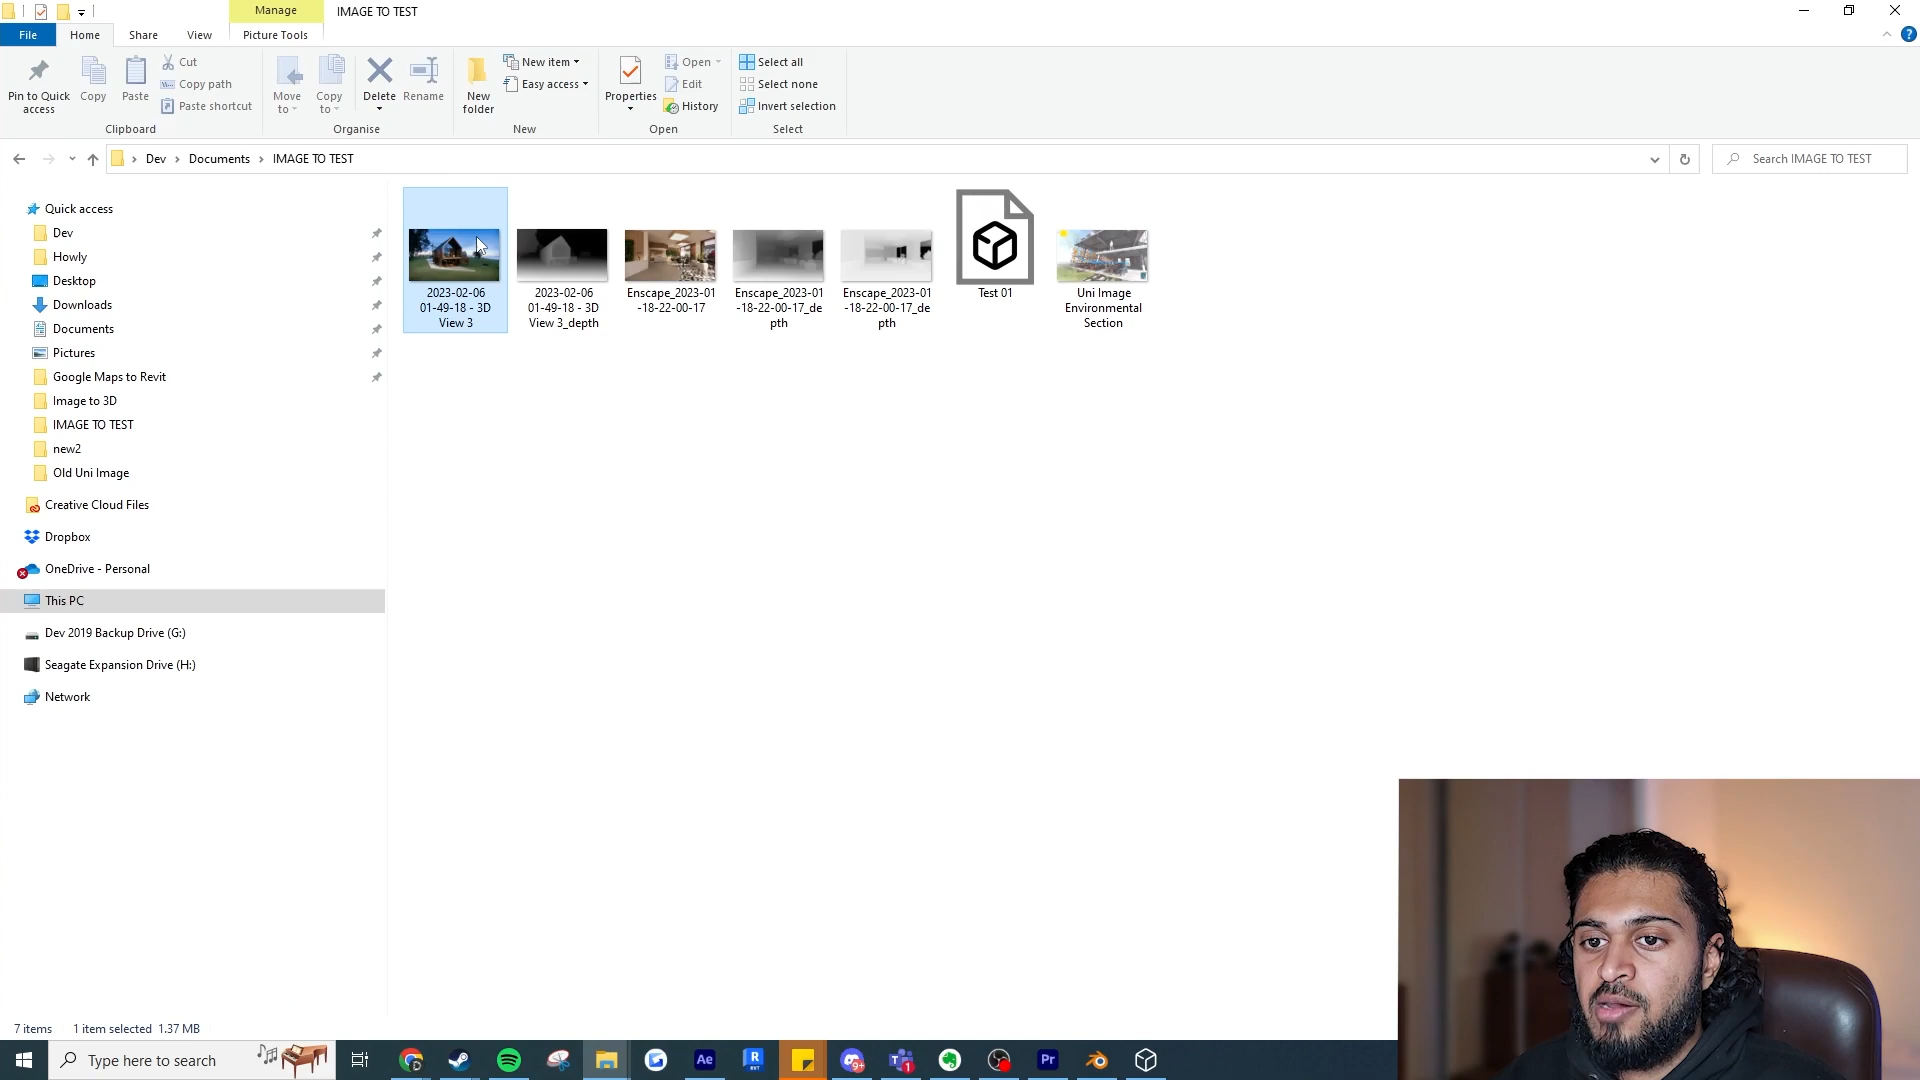 Manage
IMAGE TO TEST
File
Home
Share
View
Picture Tools
Pin to Quick
access
Copy
Paste
Cut
Copy path
Paste shortcut
Clipboard
Move
to
Copy
to
Delete
Rename
Organise
New
folder
New item
Easy access
New
Properties
Open
Edit
History
Open
Select all
Select none
Invert selection
Select
Dev
Documents
IMAGE TO TEST
Search IMAGE TO TEST
Quick access
Dev
Howly
Desktop
Downloads
Documents
Pictures
Google Maps to Revit
Image to 3D
IMAGE TO TEST
new2
Old Uni Image
Creative Cloud Files
Dropbox
OneDrive - Personal
This PC
Dev 2019 Backup Drive (G:)
Seagate Expansion Drive (H:)
Network
2023-02-06
01-49-18 - 3D
View 3
2023-02-06
01-49-18 - 3D
View 3_depth
Enscape_2023-01
-18-22-00-17
Enscape_2023-01
-18-22-00-17_de
pth
Enscape_2023-01
-18-22-00-17_de
pth
Test 01
Uni Image
Environmental
Section
7 items
1 item selected 1.37 MB
Type here to search
D
Ae
R
RVT
9+
T
1
Pr